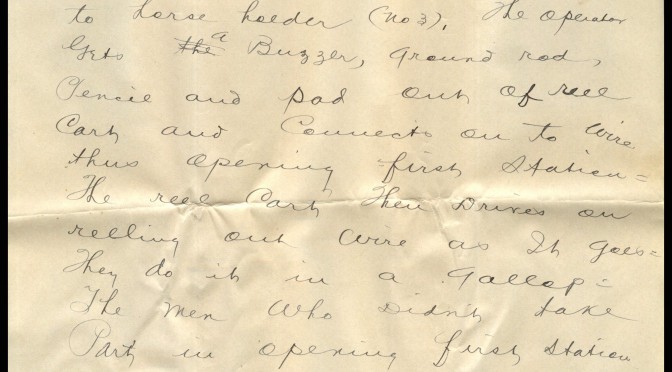 to horse holder (No 3). The operator
Gets the a Buzzer, Ground rod,
Pencie and pad out of reel
Cart and Connects on to Wire
thus opening first Station =
The reel Cart Then Drives on
relling out wire as It goes =
They do it in a Gallop =
The Men Who Didn't take
Part in opening first Station